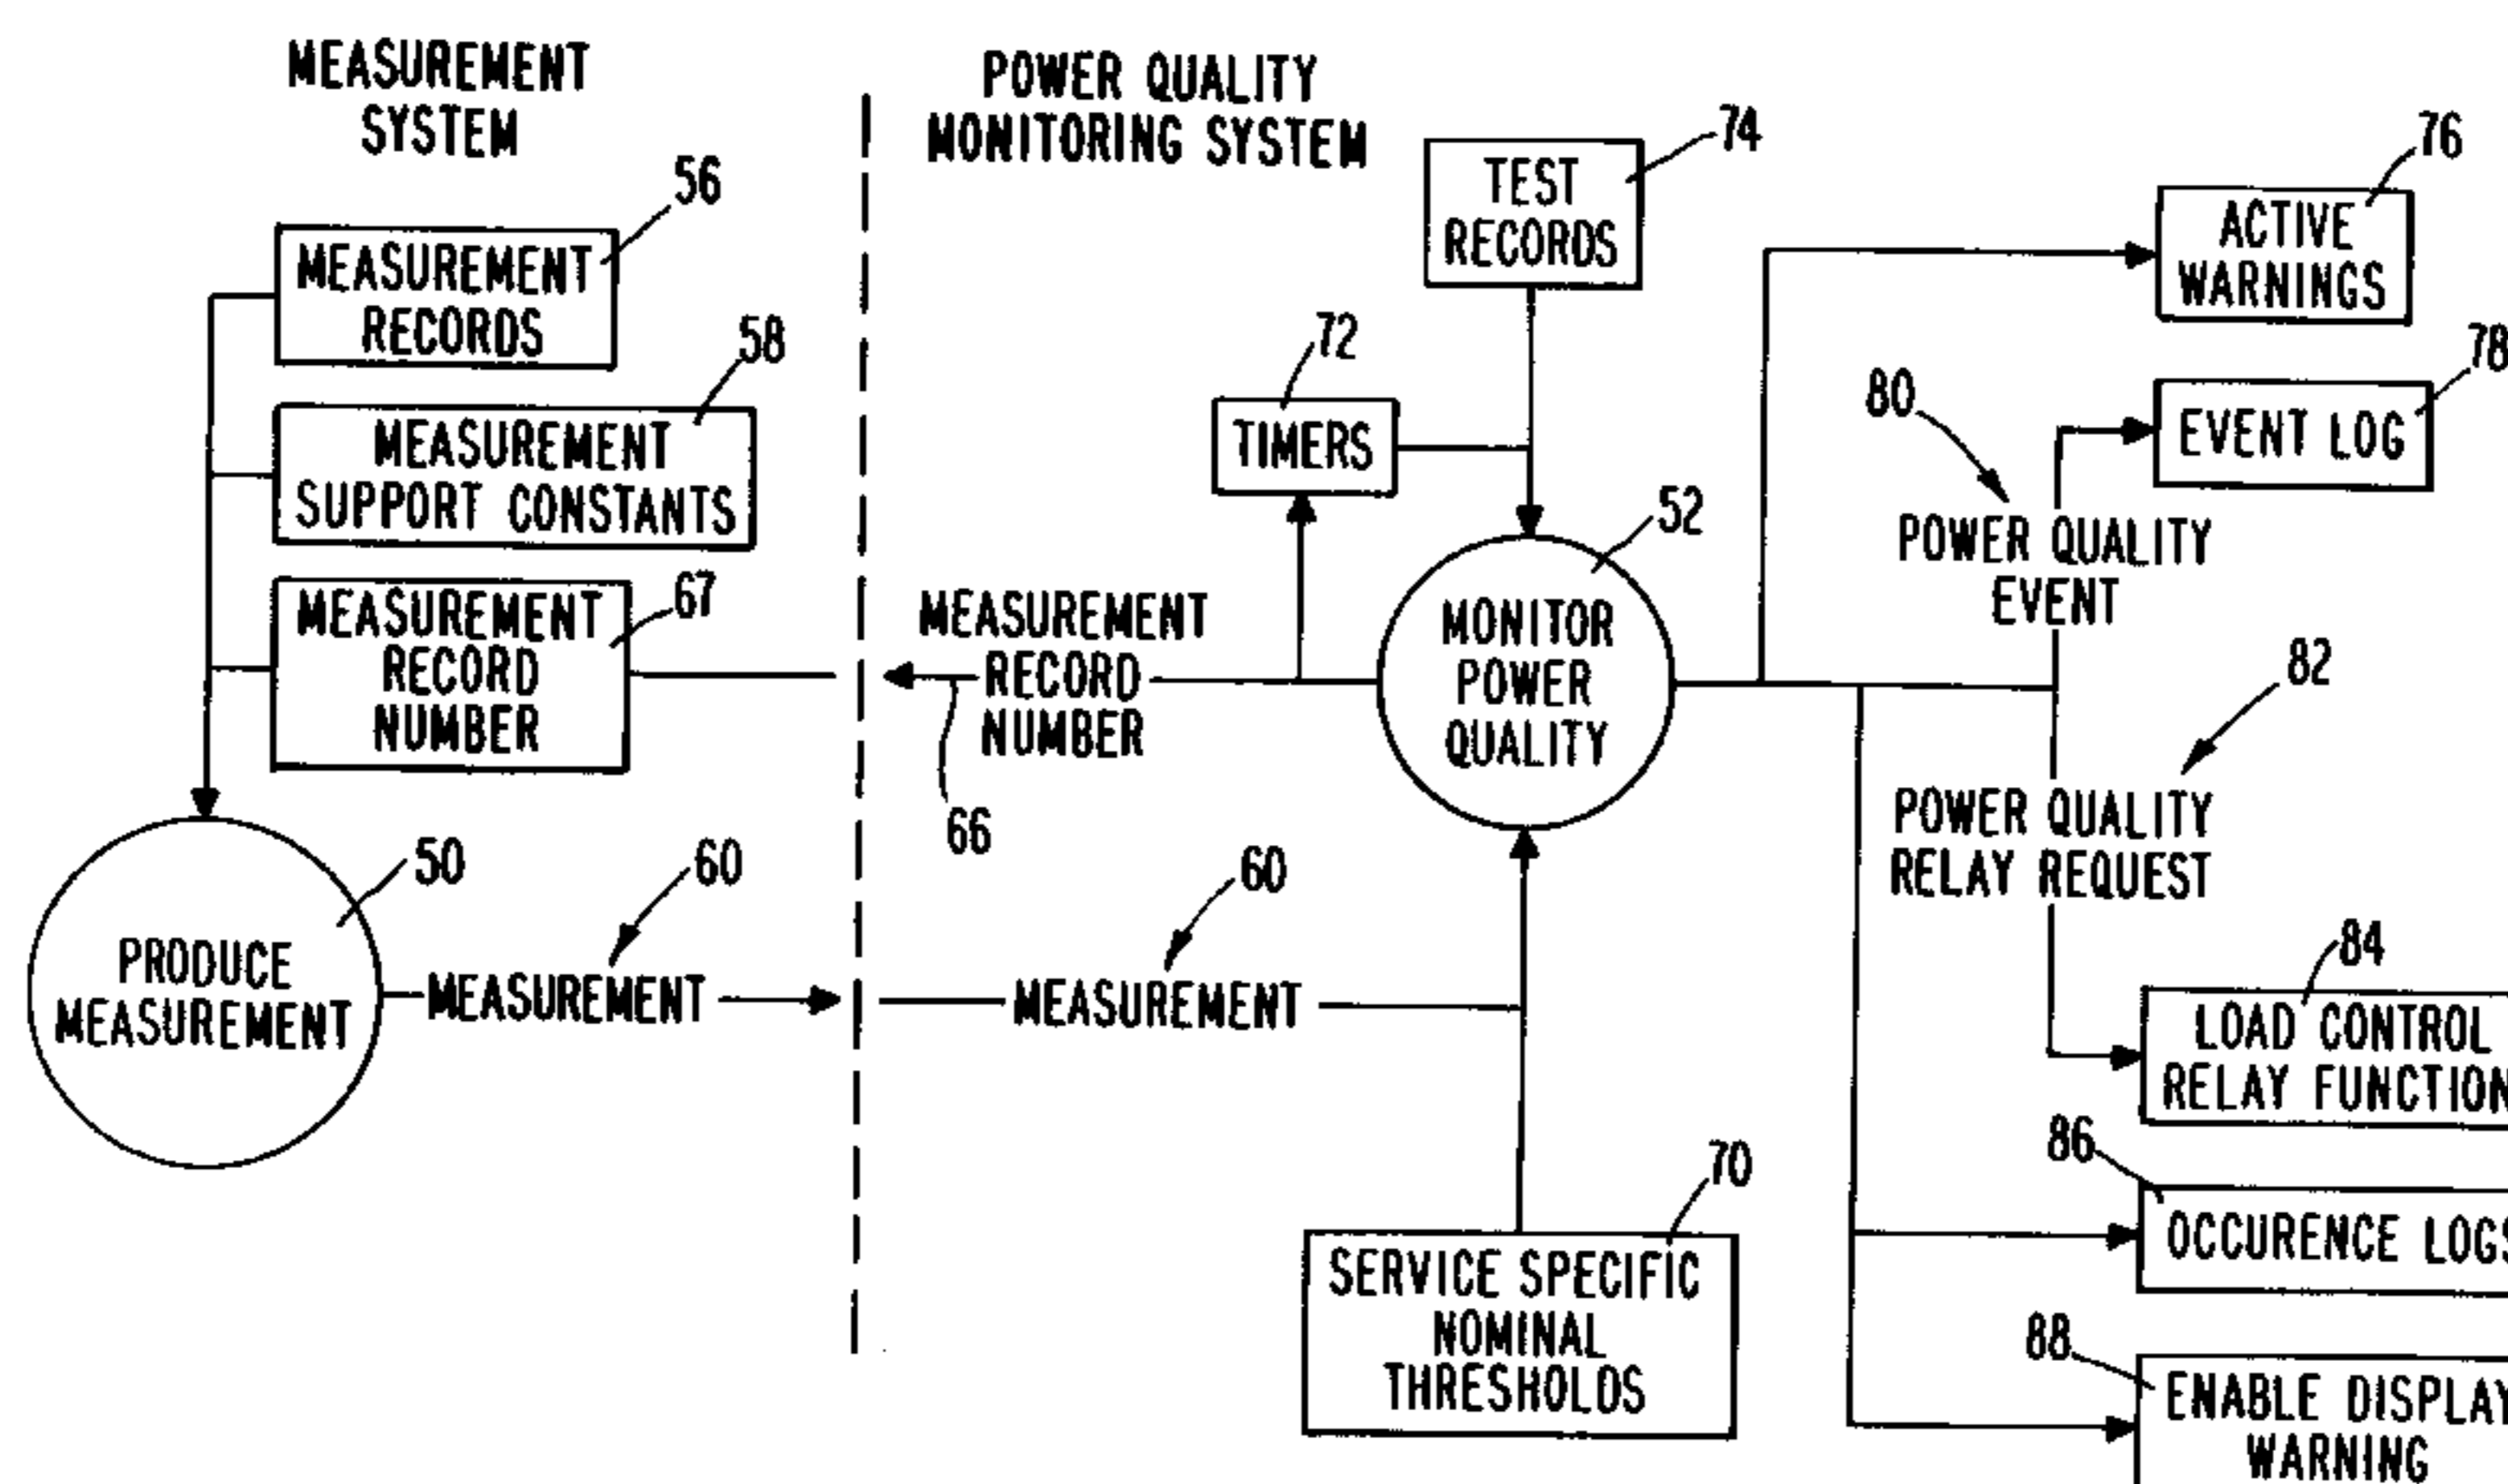 MEASUREMENT
SYSTEM
56
MEASUREMENT
RECORDS
58
MEASUREMENT
SUPPORT CONSTANTS
67
MEASUREMENT
RECORD
NUMBER
50
PRODUCE
MEASUREMENT
60
MEASUREMENT
POWER QUALITY
MONITORING SYSTEM
74
TEST
RECORDS
72
TIMERS
52
MONITOR
POWER
QUALITY
MEASUREMENT
RECORD
NUMBER
66
60
MEASUREMENT
70
SERVICE SPECIFIC
NOMINAL
THRESHOLDS
76
ACTIVE
WARNINGS
78
EVENT LOG
80
POWER QUALITY
EVENT
82
POWER QUALITY
RELAY REQUEST
84
LOAD CONTROL
RELAY FUNCTION
86
OCCURENCE LOGS
88
ENABLE DISPLAY
WARNING